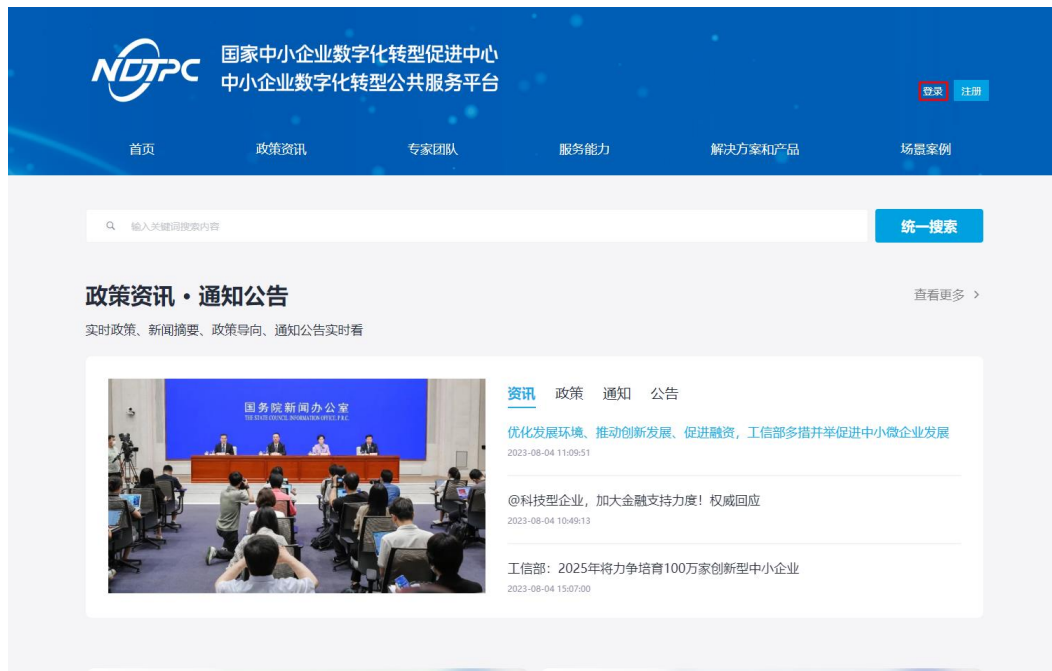 NDTPC
国家中小企业数字化转型促进中心
中小企业数字化转型公共服务平台
登录 注册
首页 政策资讯 专家团队 服务能力 解决方案和产品 场景案例
输入关键词搜索内容 统一搜索
政策资讯·通知公告 查看更多 >
实时政策、新闻摘要、政策导向、通知公告实时看
国务院新闻办公室
THE STATE COUNCIL INFORMATION OFFICE, P.R.C.
资讯 政策 通知 公告
优化发展环境、推动创新发展、促进融资，工信部多措并举促进中小微企业发展
2023-08-04 11:09:51
@科技型企业，加大金融支持力度！权威回应
2023-08-04 10:49:13
工信部：2025年将力争培育100万家创新型中小企业
2023-08-04 15:07:00